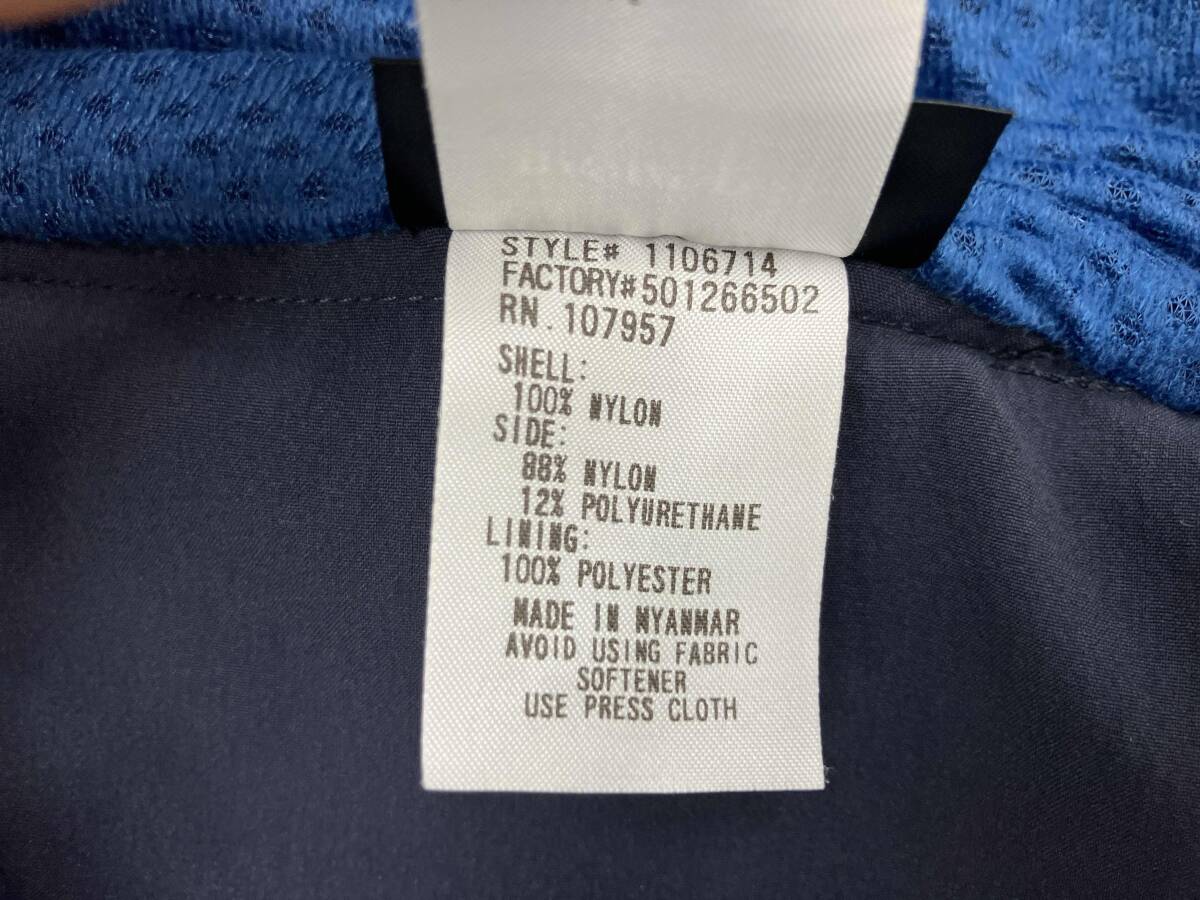 STYLE# 1106714
FACTORY#501266502
RN.107957
SHELL:
100% NYLON
SIDE:
88% NYLON
12% POLYURETHANE
LINING:
100% POLYESTER
MADE IN MYANMAR
AVOID USING FABRIC
SOFTENER
USE PRESS CLOTH